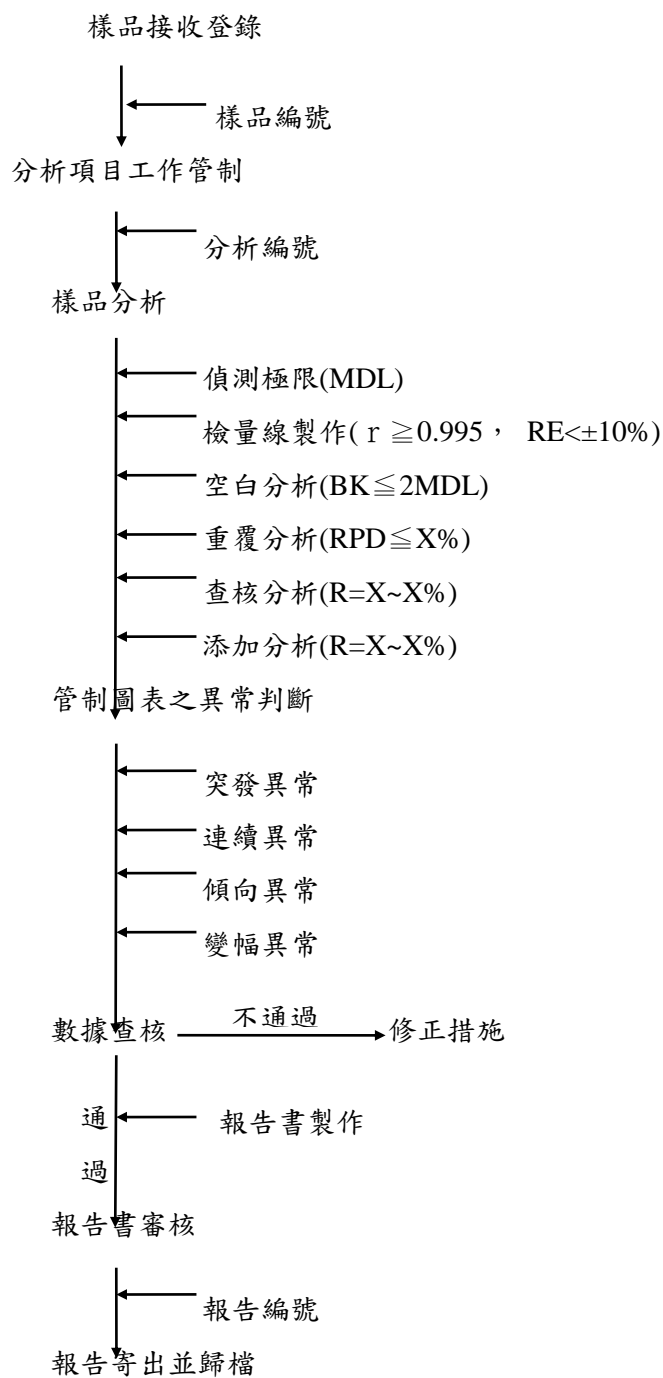 樣品接收登錄
樣品編號
分析項目工作管制
分析編號
樣品分析
偵測極限(MDL)
檢量線製作(r≧0.995, RE<±10%)
空白分析(BK≦2MDL)
重覆分析(RPD≦X%)
查核分析(R=X~X%)
添加分析(R=X~X%)
管制圖表之異常判斷
突發異常
連續異常
傾向異常
變幅異常
數據查核 不通過 修正措施
通 報告書製作
過
報告書審核
報告編號
報告寄出並歸檔